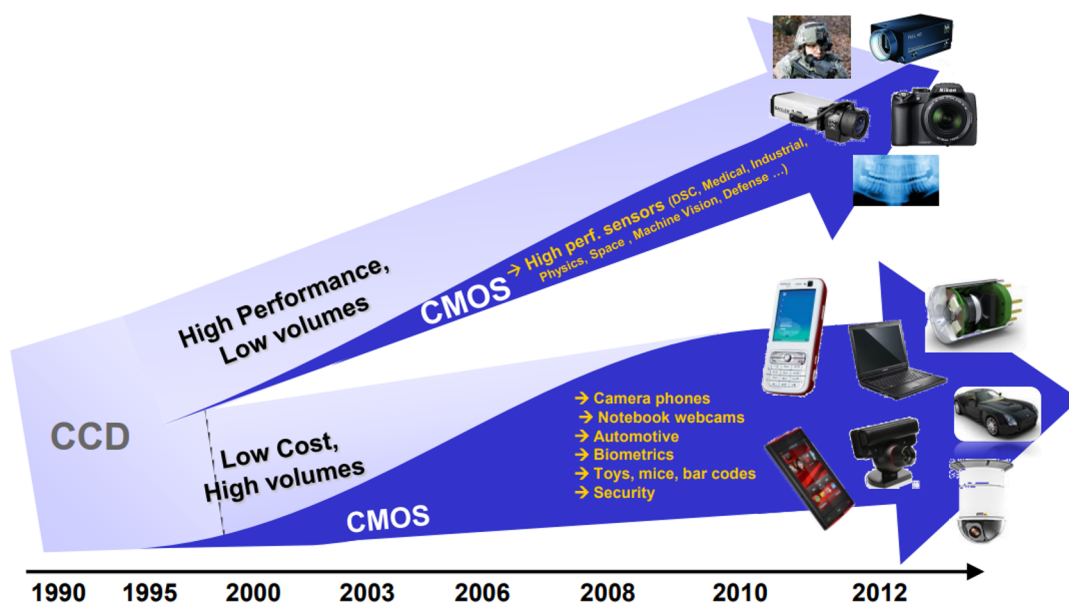 High Performance,
Low volumes
CMOS
→ High perf. sensors (DSC, Medical, Industrial,
Physics, Space , Machine Vision, Defense ...)
CCD
Low Cost,
High volumes
CMOS
→ Camera phones
→ Notebook webcams
→ Automotive
→ Biometrics
→ Toys, mice, bar codes
→ Security
Nikon
1990 1995 2000 2003 2006 2008 2010 2012